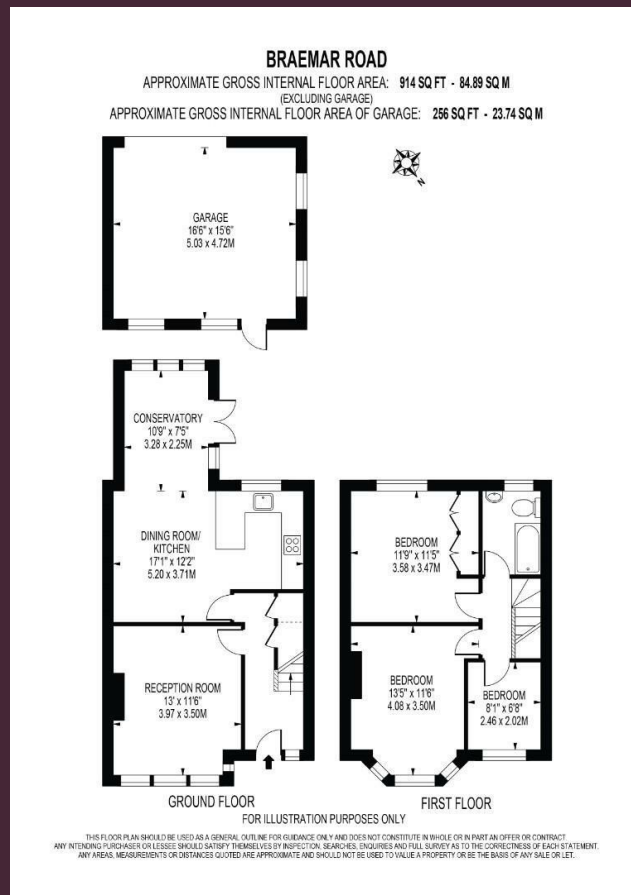 BRAEMAR ROAD
APPROXIMATE GROSS INTERNAL FLOOR AREA: 914 SQ FT - 84.89 SQ M
(EXCLUDING GARAGE)
APPROXIMATE GROSS INTERNAL FLOOR AREA OF GARAGE: 256 SQ FT - 23.74 SQ M
N
GARAGE
16'6" x 15'6"
5.03 x 4.72M
CONSERVATORY
10'9" x 7'5"
3.28 x 2.25M
DINING ROOM/
KITCHEN
17'1" x 12'2"
5.20 x 3.71M
RECEPTION ROOM
13' x 11'6"
3.97 x 3.50M
GROUND FLOOR
BEDROOM
11'9" x 11'5"
3.58 x 3.47M
BEDROOM
13'5" x 11'6"
4.08 x 3.50M
BEDROOM
8'1" x 6'8"
2.46 x 2.02M
FIRST FLOOR
FOR ILLUSTRATION PURPOSES ONLY
THIS FLOOR PLAN SHOULD BE USED AS A GENERAL OUTLINE FOR GUIDANCE ONLY AND DOES NOT CONSTITUTE IN WHOLE OR IN PART AN OFFER OR CONTRACT.
ANY INTENDING PURCHASER OR LESSEE SHOULD SATISFY THEMSELVES BY INSPECTION, SEARCHES, ENQUIRIES AND FULL SURVEY AS TO THE CORRECTNESS OF EACH STATEMENT.
ANY AREAS, MEASUREMENTS OR DISTANCES QUOTED ARE APPROXIMATE AND SHOULD NOT BE USED TO VALUE A PROPERTY OR BE THE BASIS OF ANY SALE OR LET.